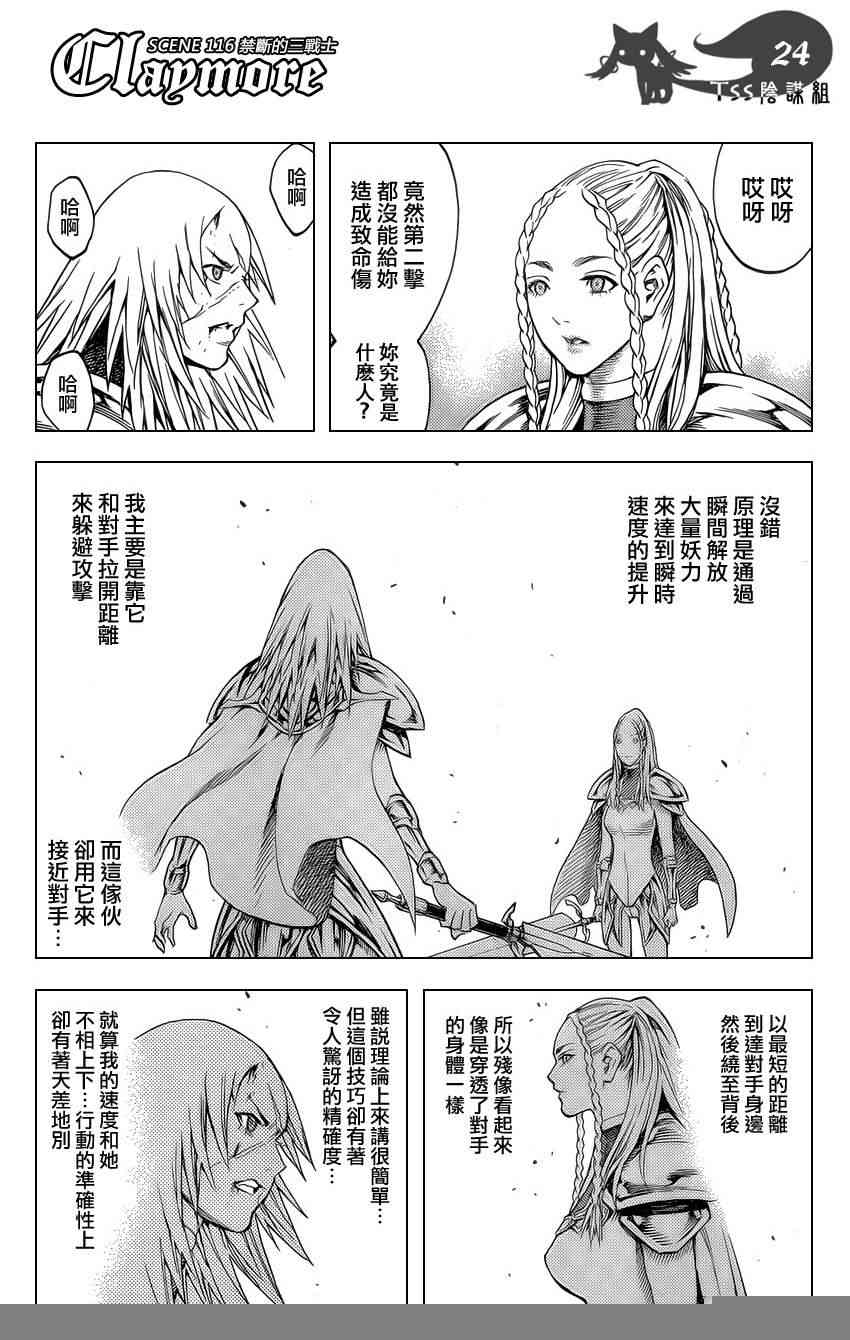 SCENE 116 禁斷的三戰士
Claymore
24
Tss陰謀組
哎呀
哎呀
竟然第二擊
都沒能給妳
造成致命傷
妳究竟是
什麼人?
哈啊
哈啊
哈啊
沒錯
原理是通過
瞬間解放
大量妖力
來達到瞬時
速度的提升
我主要是靠它
和對手拉開距離
來躲避攻擊
而這傢伙
卻用它來
接近對手…
以最短的距離
到達對手身邊
然後繞至背後
所以殘像看起來
像是穿透了對手
的身體一樣
雖説理論上來講很簡單…
但這個技巧卻有著
令人驚訝的精確度…
就算我的速度和她
不相上下…行動的準確性上
卻有著天差地別